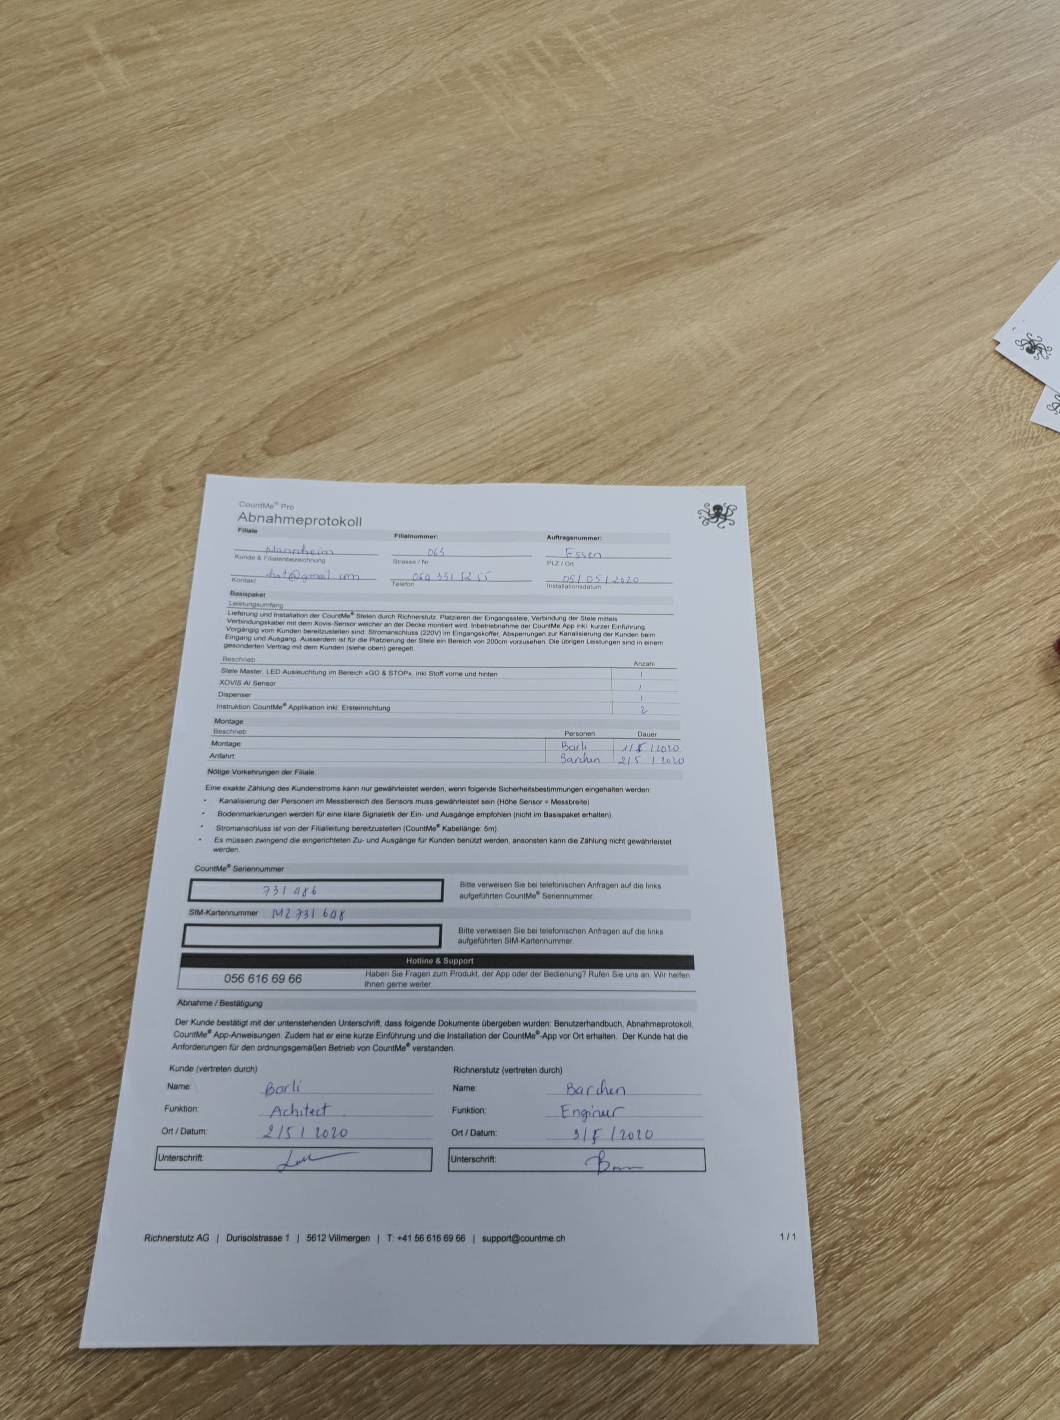 CountMe® Pro
Abnahmeprotokoll
Filiale Filialnummer: Auftragsnummer:
Mannheim 065 Essen
Kunde & Filialenbezeichnung Strasse / Nr. PLZ / Ort
05/05/2020
Kontakt Telefon Installationsdatum
Basispaket
Leistungsumfang
Lieferung und Installation der CountMe® Stelen durch Richnerstutz. Platzieren der Eingangsstele, Verbindung der Stele mittels
Verbindungskabel mit dem Xovis-Sensor welcher an der Decke montiert wird. Inbetriebnahme der CountMe App inkl. kurzer Einführung.
Vorgängig vom Kunden bereitzustellen sind: Stromanschluss (220V) im Eingangskoffer, Absperrungen zur Kanalisierung der Kunden beim
Eingang und Ausgang. Ausserdem ist für die Platzierung der Stele ein Bereich von 200cm vorzusehen. Die übrigen Leistungen sind in einem
gesonderten Vertrag mit dem Kunden (siehe oben) geregelt.
Beschrieb Anzahl
Stele Master, LED Ausleuchtung im Bereich «GO & STOP», inkl Stoff vorne und hinten 1
XOVIS AI Sensor 1
Dispenser 1
Instruktion CountMe® Applikation inkl. Ersteinrichtung 2
Montage
Beschrieb Personen Dauer
Montage Barli 1/5/2020
Anfahrt Barchen 2/5/2020
Nötige Vorkehrungen der Filiale
Eine exakte Zählung des Kundenstroms kann nur gewährleistet werden, wenn folgende Sicherheitsbestimmungen eingehalten werden:
- Kanalisierung der Personen im Messbereich des Sensors muss gewährleistet sein (Höhe Sensor = Messbreite)
- Bodenmarkierungen werden für eine klare Signaletik der Ein- und Ausgänge empfohlen (nicht im Basispaket erhalten).
- Stromanschluss ist von der Filialleitung bereitzustellen (CountMe® Kabellänge: 5m).
- Es müssen zwingend die eingerichteten Zu- und Ausgänge für Kunden benützt werden, ansonsten kann die Zählung nicht gewährleistet
werden.
CountMe® Seriennummer
731 486 Bitte verweisen Sie bei telefonischen Anfragen auf die links
aufgeführten CountMe® Seriennummer.
SIM-Kartennummer MZ 731 648
Bitte verweisen Sie bei telefonischen Anfragen auf die links
aufgeführten SIM-Kartennummer.
Hotline & Support
056 616 69 66 Haben Sie Fragen zum Produkt, der App oder der Bedienung? Rufen Sie uns an. Wir helfen
Ihnen gerne weiter.
Abnahme / Bestätigung
Der Kunde bestätigt mit der untenstehenden Unterschrift, dass folgende Dokumente übergeben wurden: Benutzerhandbuch, Abnahmeprotokoll,
CountMe® App-Anweisungen. Zudem hat er eine kurze Einführung und die Installation der CountMe®-App vor Ort erhalten. Der Kunde hat die
Anforderungen für den ordnungsgemäßen Betrieb von CountMe® verstanden.
Kunde (vertreten durch) Richnerstutz (vertreten durch)
Name: Barli Name: Barchen
Funktion: Achitect Funktion: Enginer
Ort / Datum: 2/5/2020 Ort / Datum: 3/5/2020
Unterschrift: Unterschrift:
Richnerstutz AG | Durisolstrasse 1 | 5612 Villmergen | T: +41 56 616 69 66 | support@countme.ch 1 / 1